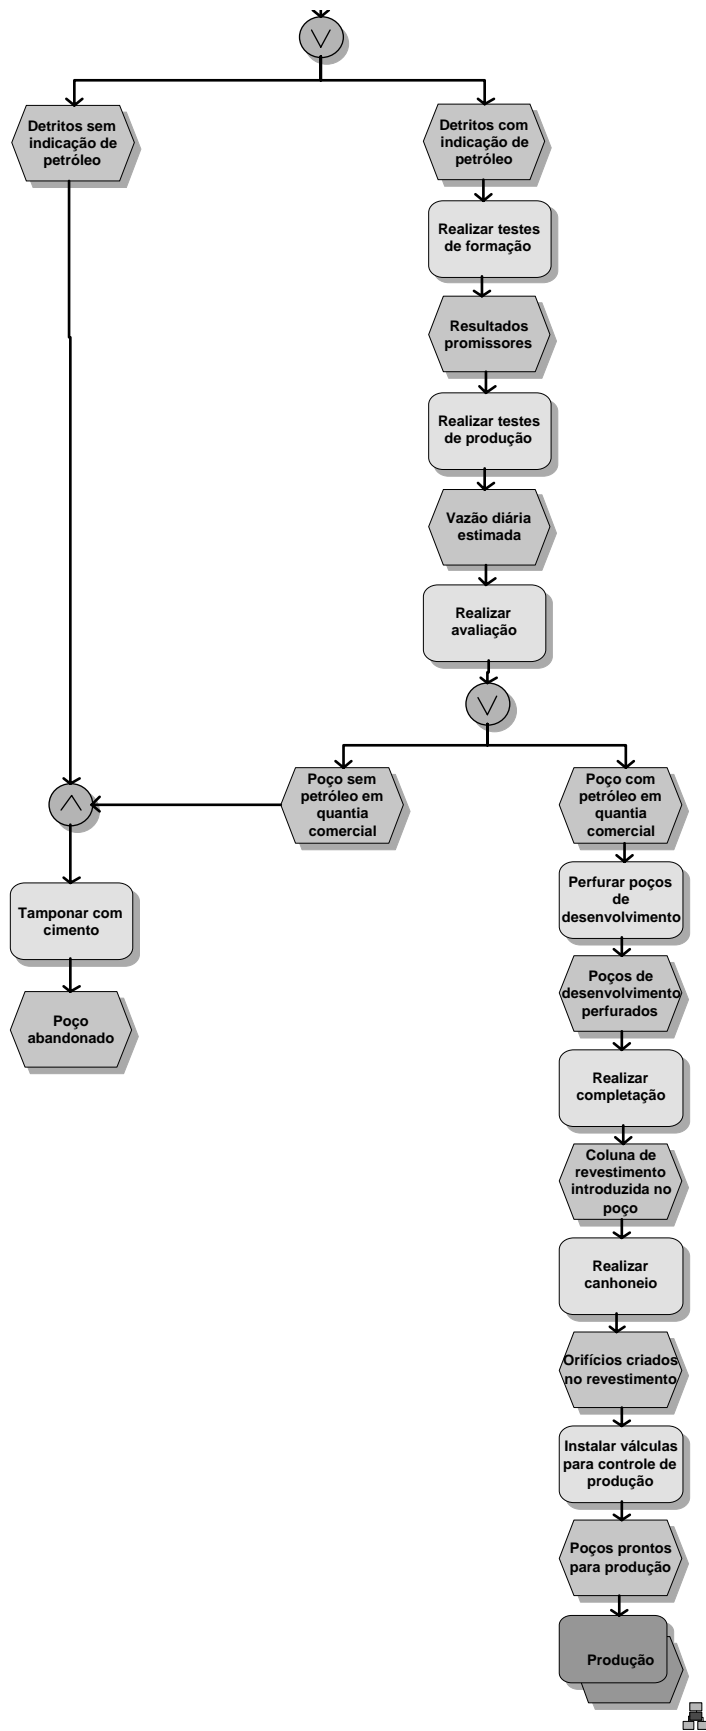 Detritos sem
indicação de
petróleo
Detritos com
indicação de
petróleo
Realizar testes
de formação
Resultados
promissores
Realizar testes
de produção
Vazão diária
estimada
Realizar
avaliação
Poço sem
petróleo em
quantia
comercial
Poço com
petróleo em
quantia
comercial
Tamponar com
cimento
Poço
abandonado
Perfurar poços
de
desenvolvimento
Poços de
desenvolvimento
perfurados
Realizar
completação
Coluna de
revestimento
introduzida no
poço
Realizar
canhoneio
Orifícios criados
no revestimento
Instalar válculas
para controle de
produção
Poços prontos
para produção
Produção